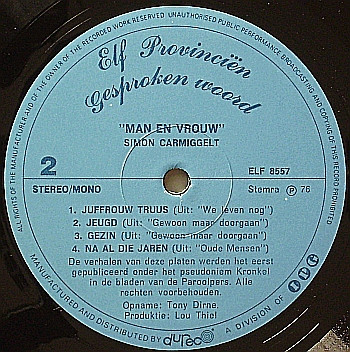 ALL RIGHTS OF THE MANUFACTURER AND OF THE OWNER OF THE RECORDED WORK RESERVED. UNAUTHORISED PUBLIC PERFORMANCE BROADCASTING AND COPYING OF THIS RECORD PROHIBITED
Elf Provinciën
Gesproken woord
"MAN EN VROUW"
SIMON CARMIGGELT
2
ELF 8557
STEREO/MONO
Stemra Ⓟ 76
1. JUFFROUW TRUUS (Uit: "We leven nog")
2. JEUGD (Uit: "Gewoon maar doorgaan")
3. GEZIN (Uit: "Gewoon maar doorgaan")
4. NA AL DIE JAREN (Uit: "Oude Mensen")
De verhalen van deze platen werden het eerst
gepubliceerd onder het pseudoniem Kronkel
in de bladen van de Paroolpers. Alle
rechten voorbehouden.
Opname: Tony Dirne.
Produktie: Lou Thiel
MANUFACTURED AND DISTRIBUTED BY dureco A DIVISION OF